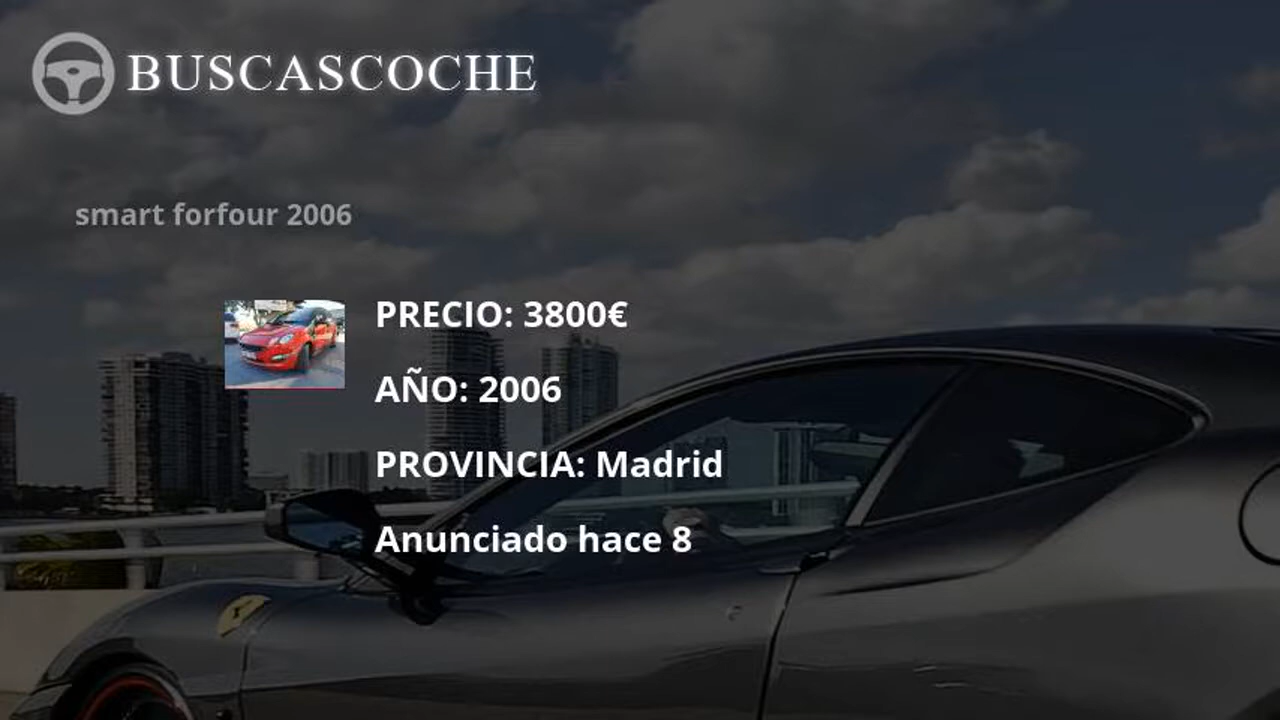 BUSCASCOCHE
smart forfour 2006
PRECIO: 3800€
AÑO: 2006
PROVINCIA: Madrid
Anunciado hace 8